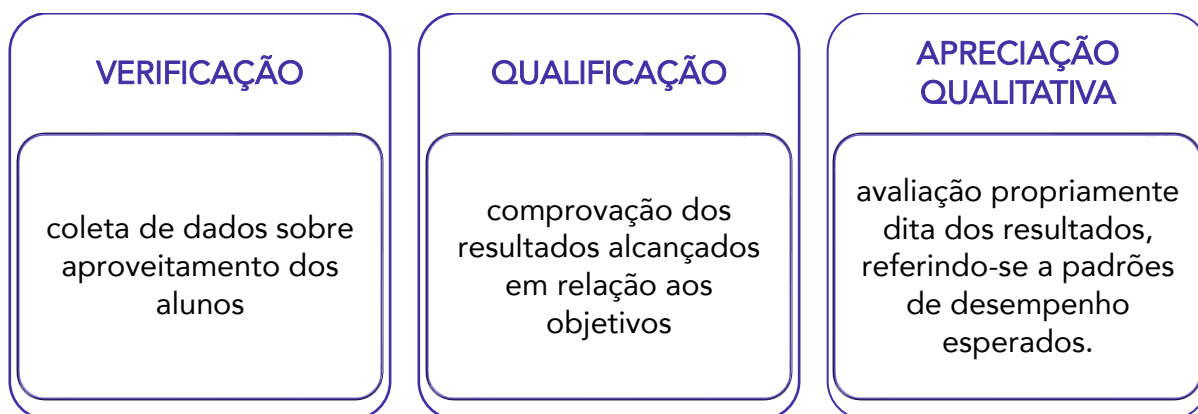 VERIFICAÇÃO
coleta de dados sobre
aproveitamento dos
alunos
QUALIFICAÇÃO
comprovação dos
resultados alcançados
em relação aos
objetivos
APRECIAÇÃO
QUALITATIVA
avaliação propriamente
dita dos resultados,
referindo-se a padrões
de desempenho
esperados.